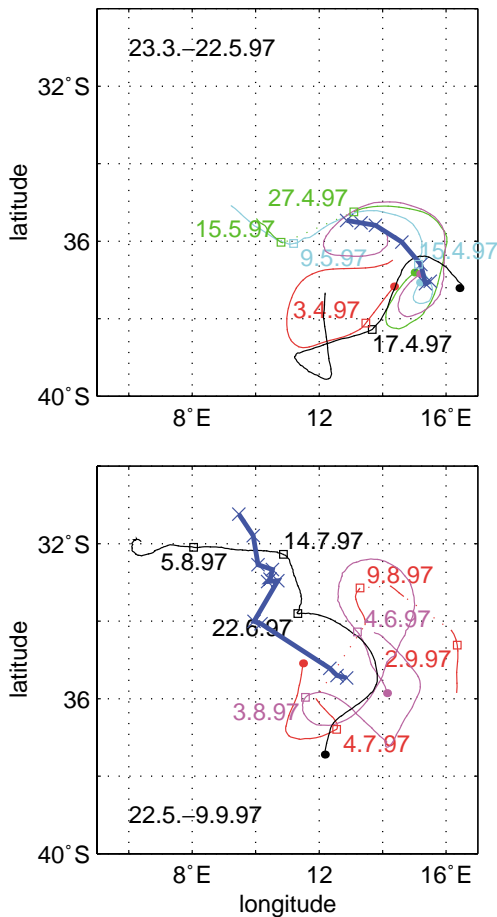 23.3.–22.5.97
32˚S
27.4.97
15.5.97
9.5.97
15.4.97
36
3.4.97
17.4.97
40˚S
8˚E 12 16˚E
latitude
14.7.97
32˚S
5.8.97
9.8.97
22.6.97
4.6.97
2.9.97
36
3.8.97
4.7.97
22.5.–9.9.97
40˚S
8˚E 12 16˚E
latitude
longitude